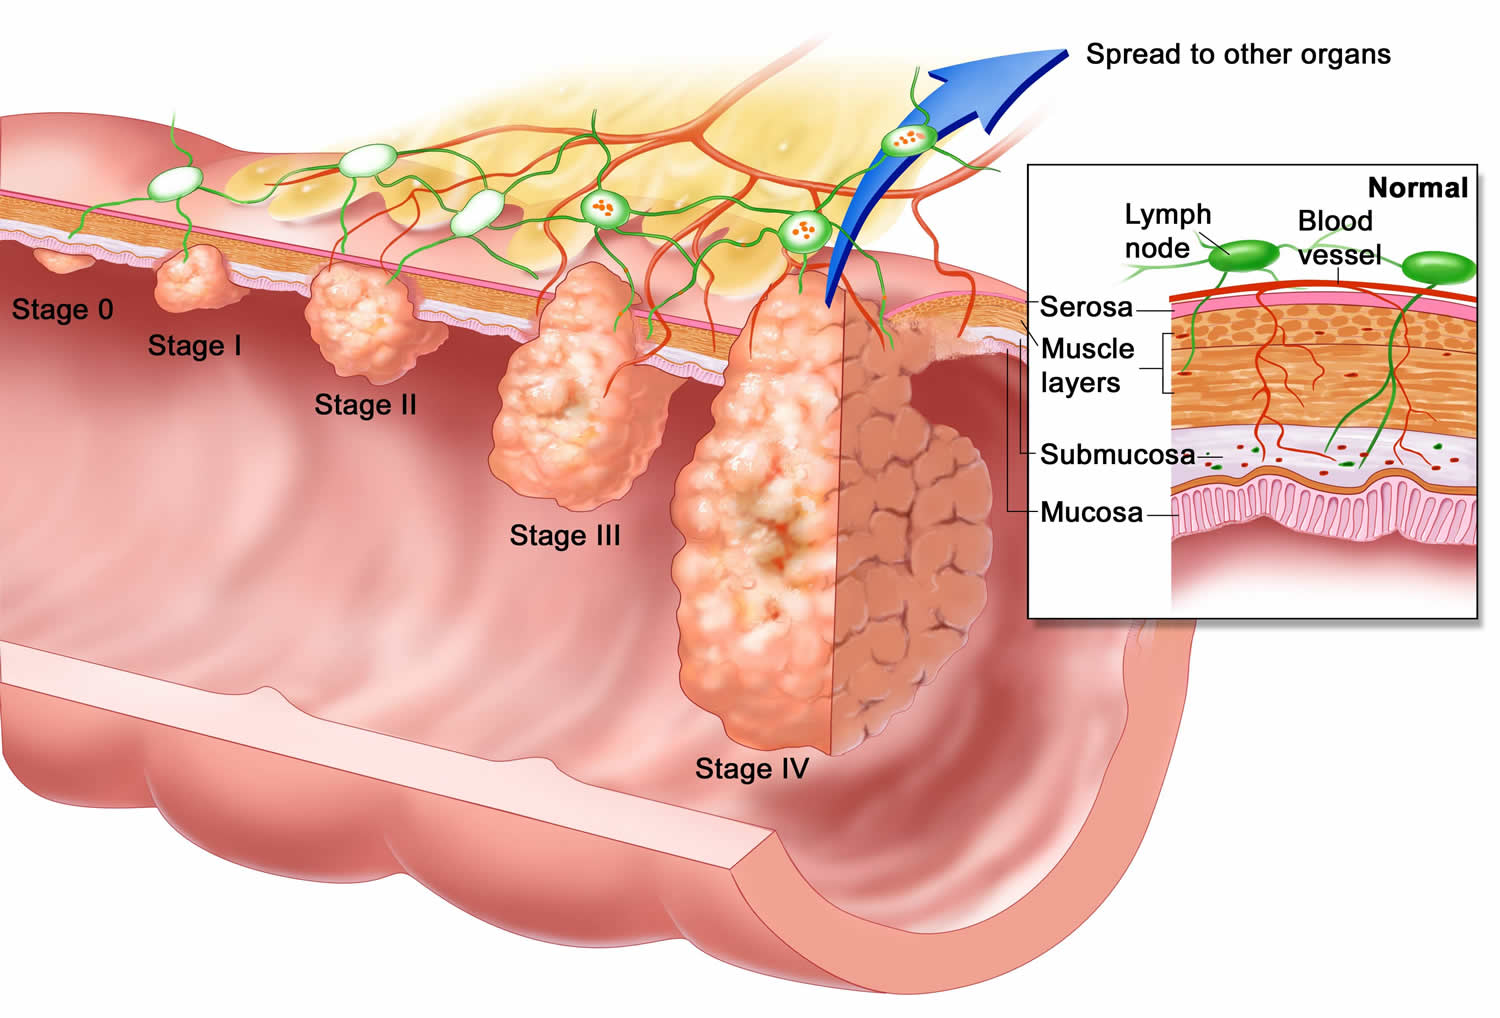 Spread to other organs
Normal
Lymph
node
Blood
vessel
Serosa
Muscle
layers
Submucosa
Mucosa
Stage 0
Stage I
Stage II
Stage III
Stage IV